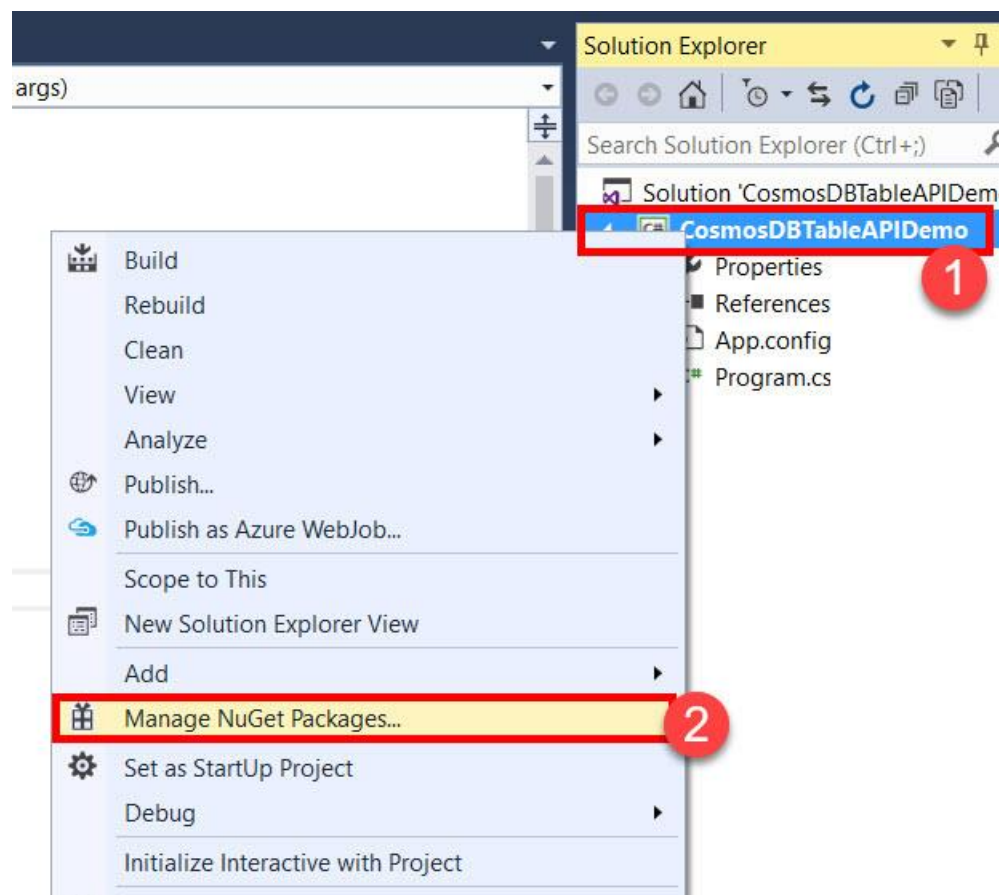 Solution Explorer
args)
Search Solution Explorer (Ctrl+;)
Solution 'CosmosDBTableAPIDem
C# CosmosDBTableAPIDemo
1
Properties
References
App.config
Program.cs
Build
Rebuild
Clean
View
Analyze
Publish...
Publish as Azure WebJob...
Scope to This
New Solution Explorer View
Add
Manage NuGet Packages...
2
Set as StartUp Project
Debug
Initialize Interactive with Project